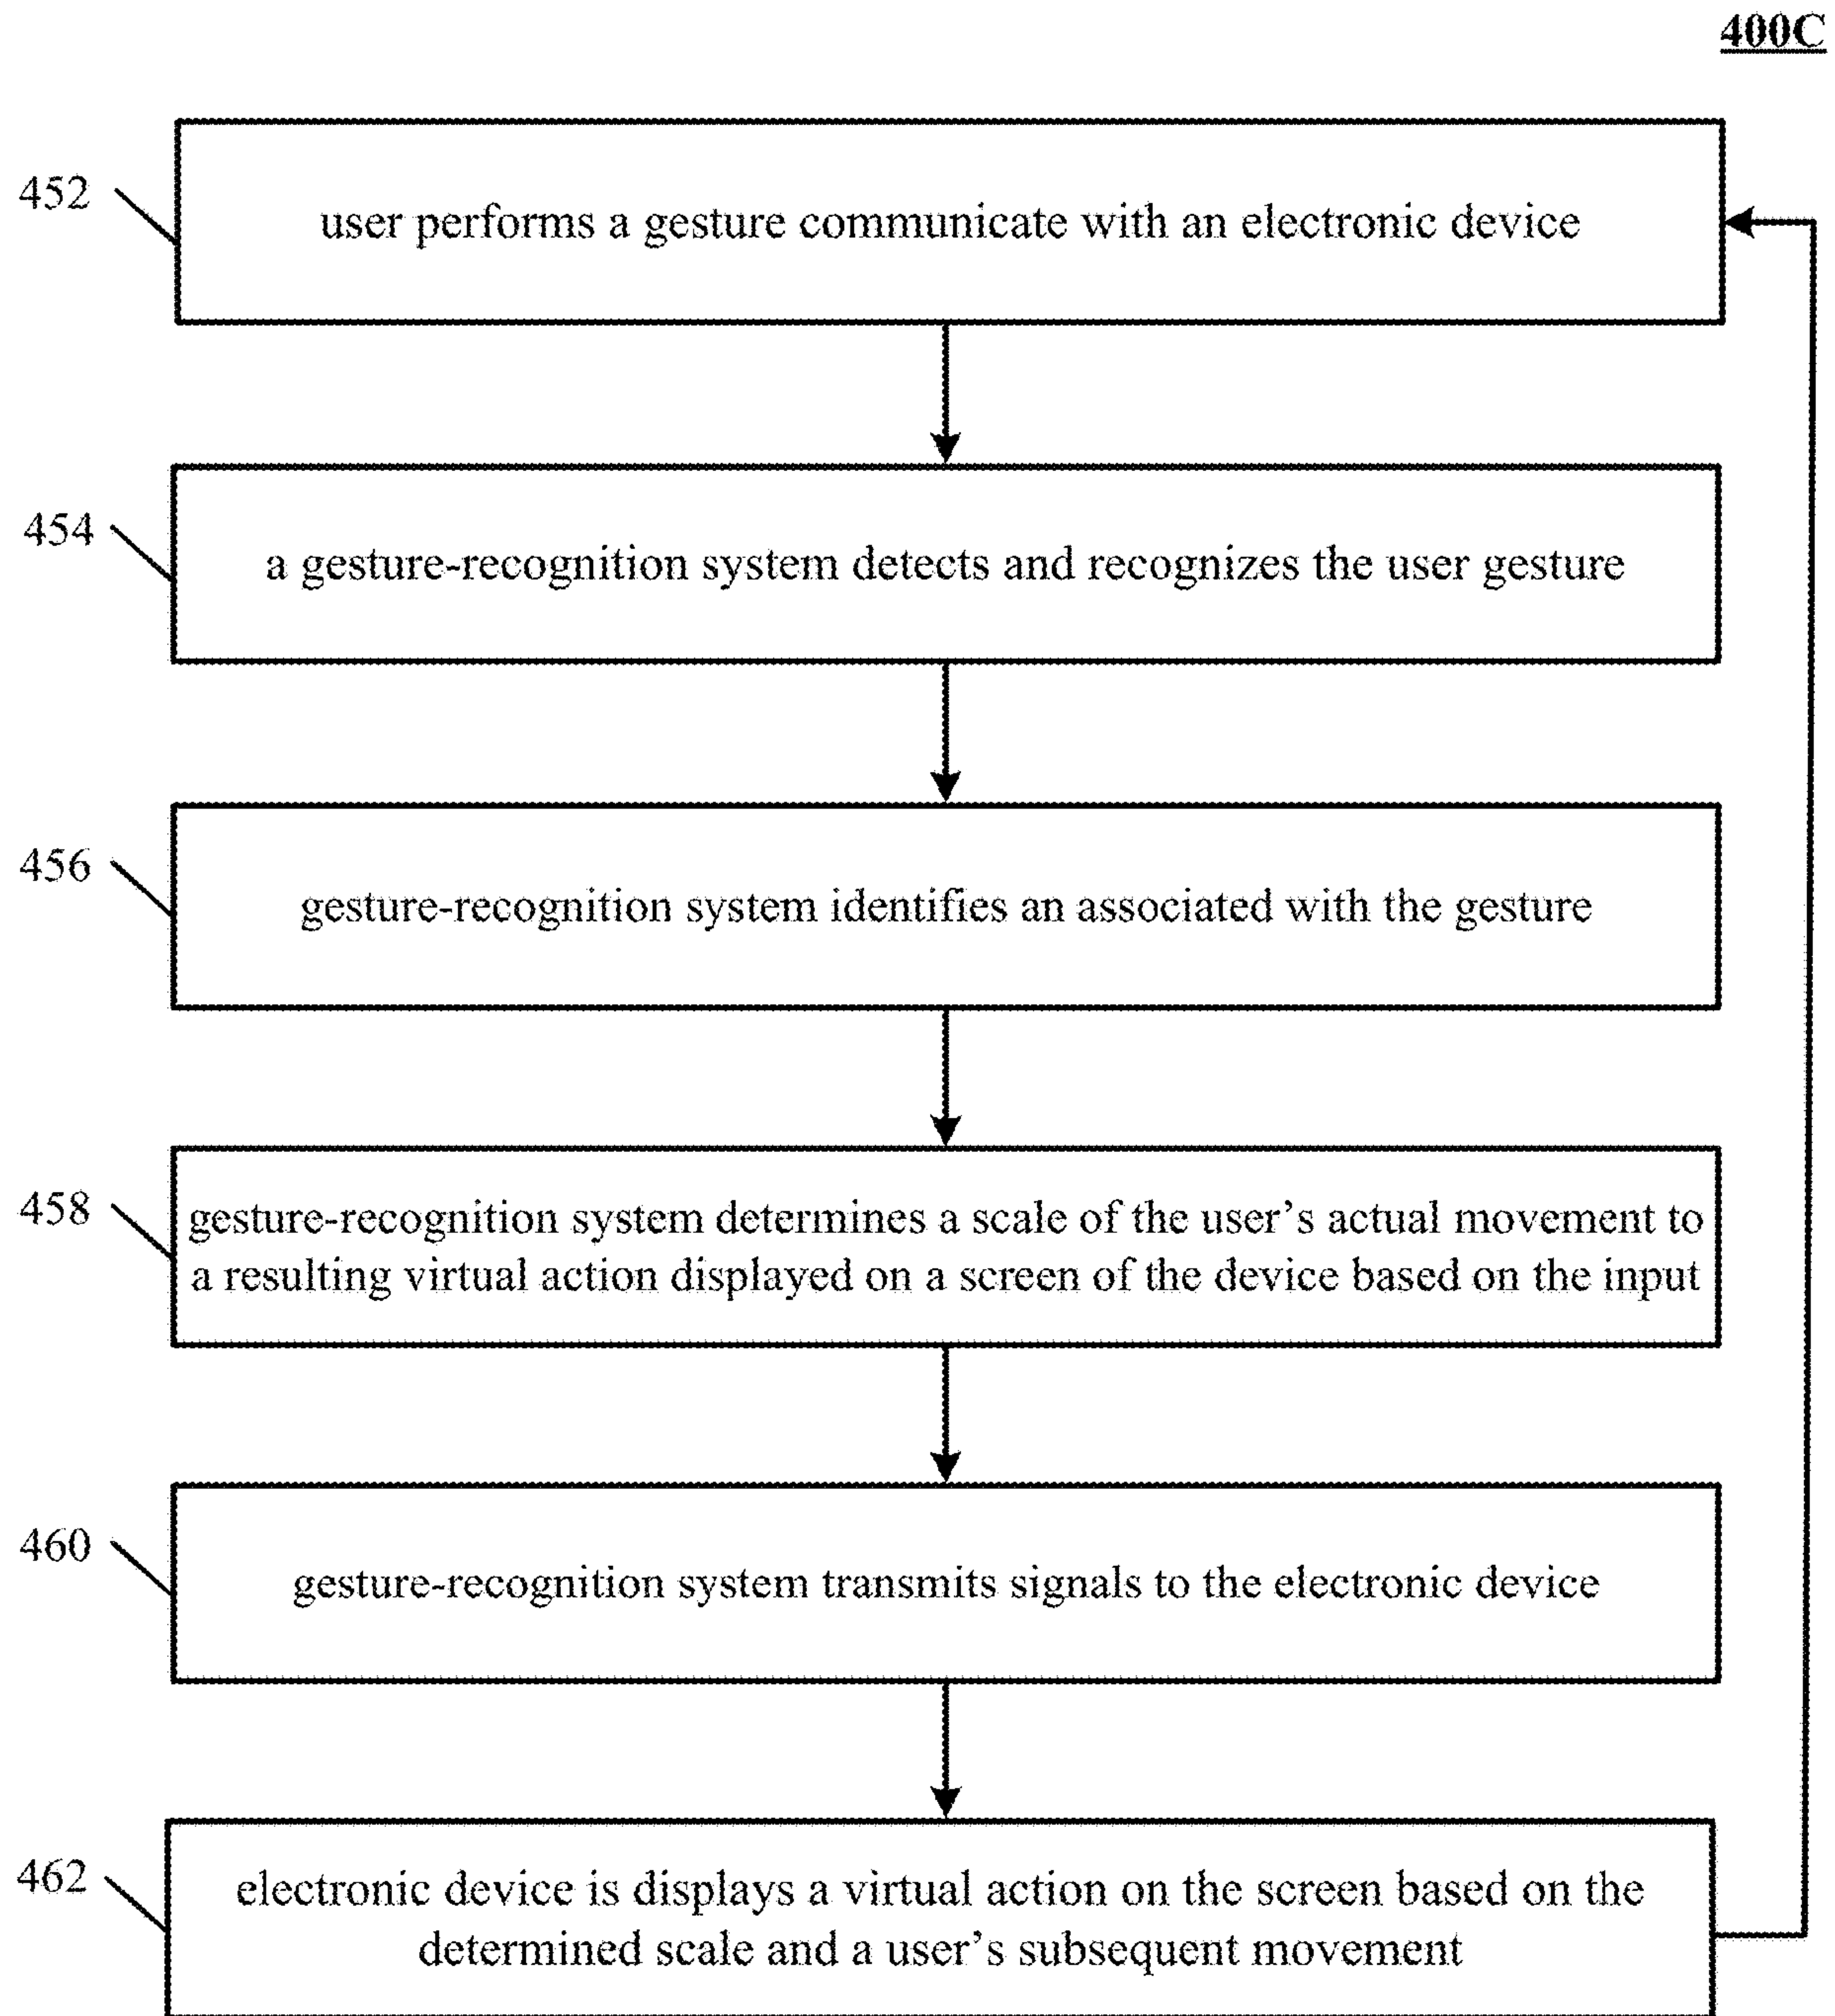 400C
452
user performs a gesture communicate with an electronic device
454
a gesture-recognition system detects and recognizes the user gesture
456
gesture-recognition system identifies an associated with the gesture
458
gesture-recognition system determines a scale of the user's actual movement to
a resulting virtual action displayed on a screen of the device based on the input
460
gesture-recognition system transmits signals to the electronic device
462
electronic device is displays a virtual action on the screen based on the
determined scale and a user's subsequent movement